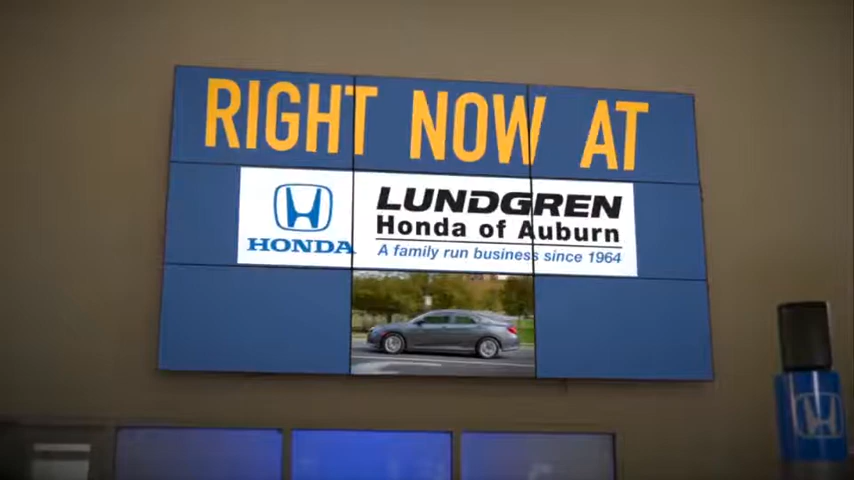 RIGHT NOW AT
LUNDGREN
Honda of Auburn
HONDA
A family run business since 1964